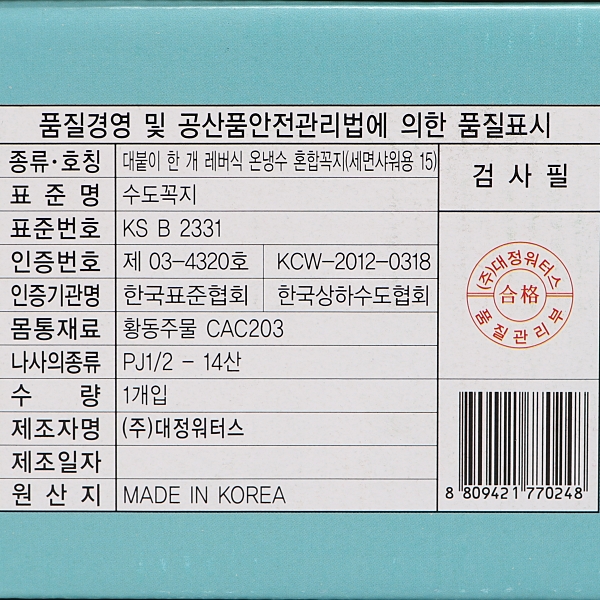 품질경영 및 공산품안전관리법에 의한 품질표시
종류·호칭 대붙이 한 개 레버식 온냉수 혼합꼭지(세면샤워용 15)
표 준 명 수도꼭지
표준번호 KS B 2331
인증번호 제 03-4320호 KCW-2012-0318
인증기관명 한국표준협회 한국상하수도협회
몸통재료 황동주물 CAC203
나사의종류 PJ1/2 - 14산
수 량 1개입
제조자명 (주)대정워터스
제조일자
원 산 지 MADE IN KOREA
검 사 필
(주)대정워터스
合格
품질관리부
8 809421 770248